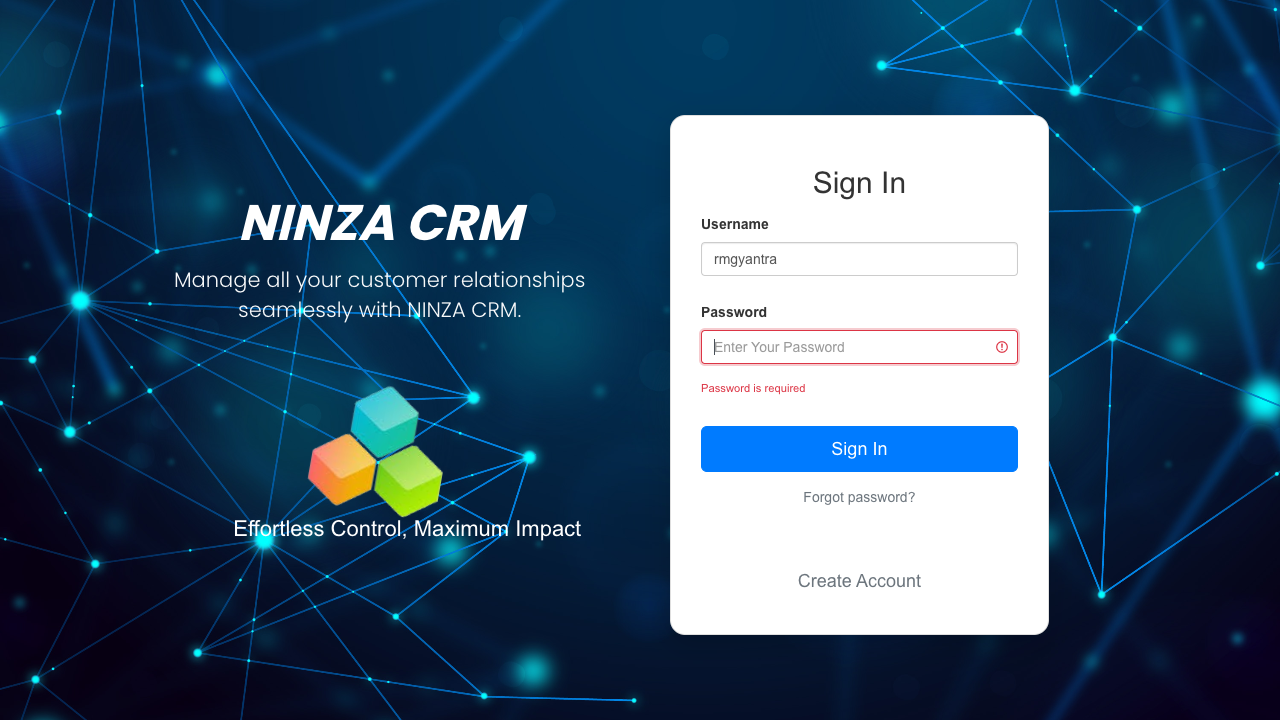 NINZA CRM
Manage all your customer relationships
seamlessly with NINZA CRM.
Effortless Control, Maximum Impact
Sign In
Username
rmgyantra
Password
Enter Your Password
Password is required
Sign In
Forgot password?
Create Account